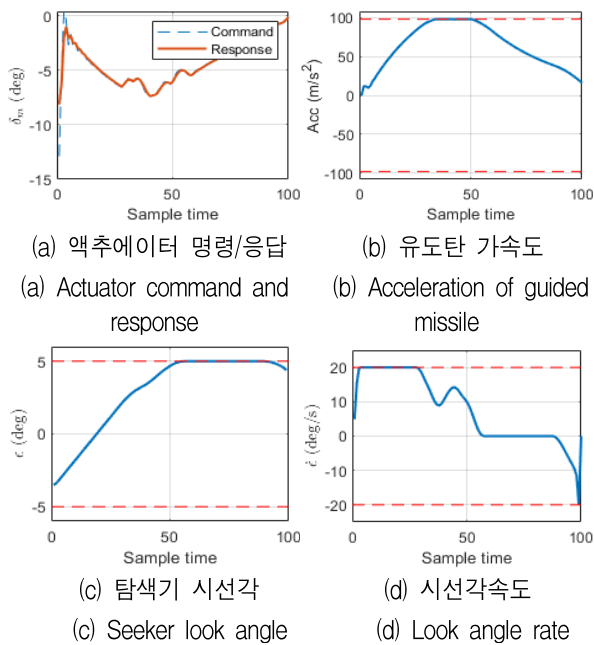 0
-5
-10
-15
δm (deg)
Command
Response
0 50 100
Sample time
100
50
0
-50
-100
Acc (m/s²)
0 50 100
Sample time
(a) 액추에이터 명령/응답
(a) Actuator command and
response
(b) 유도탄 가속도
(b) Acceleration of guided
missile
5
0
-5
ϵ (deg)
0 50 100
Sample time
20
10
0
-10
-20
ϵ̇ (deg/s)
0 50 100
Sample time
(c) 탐색기 시선각
(c) Seeker look angle
(d) 시선각속도
(d) Look angle rate